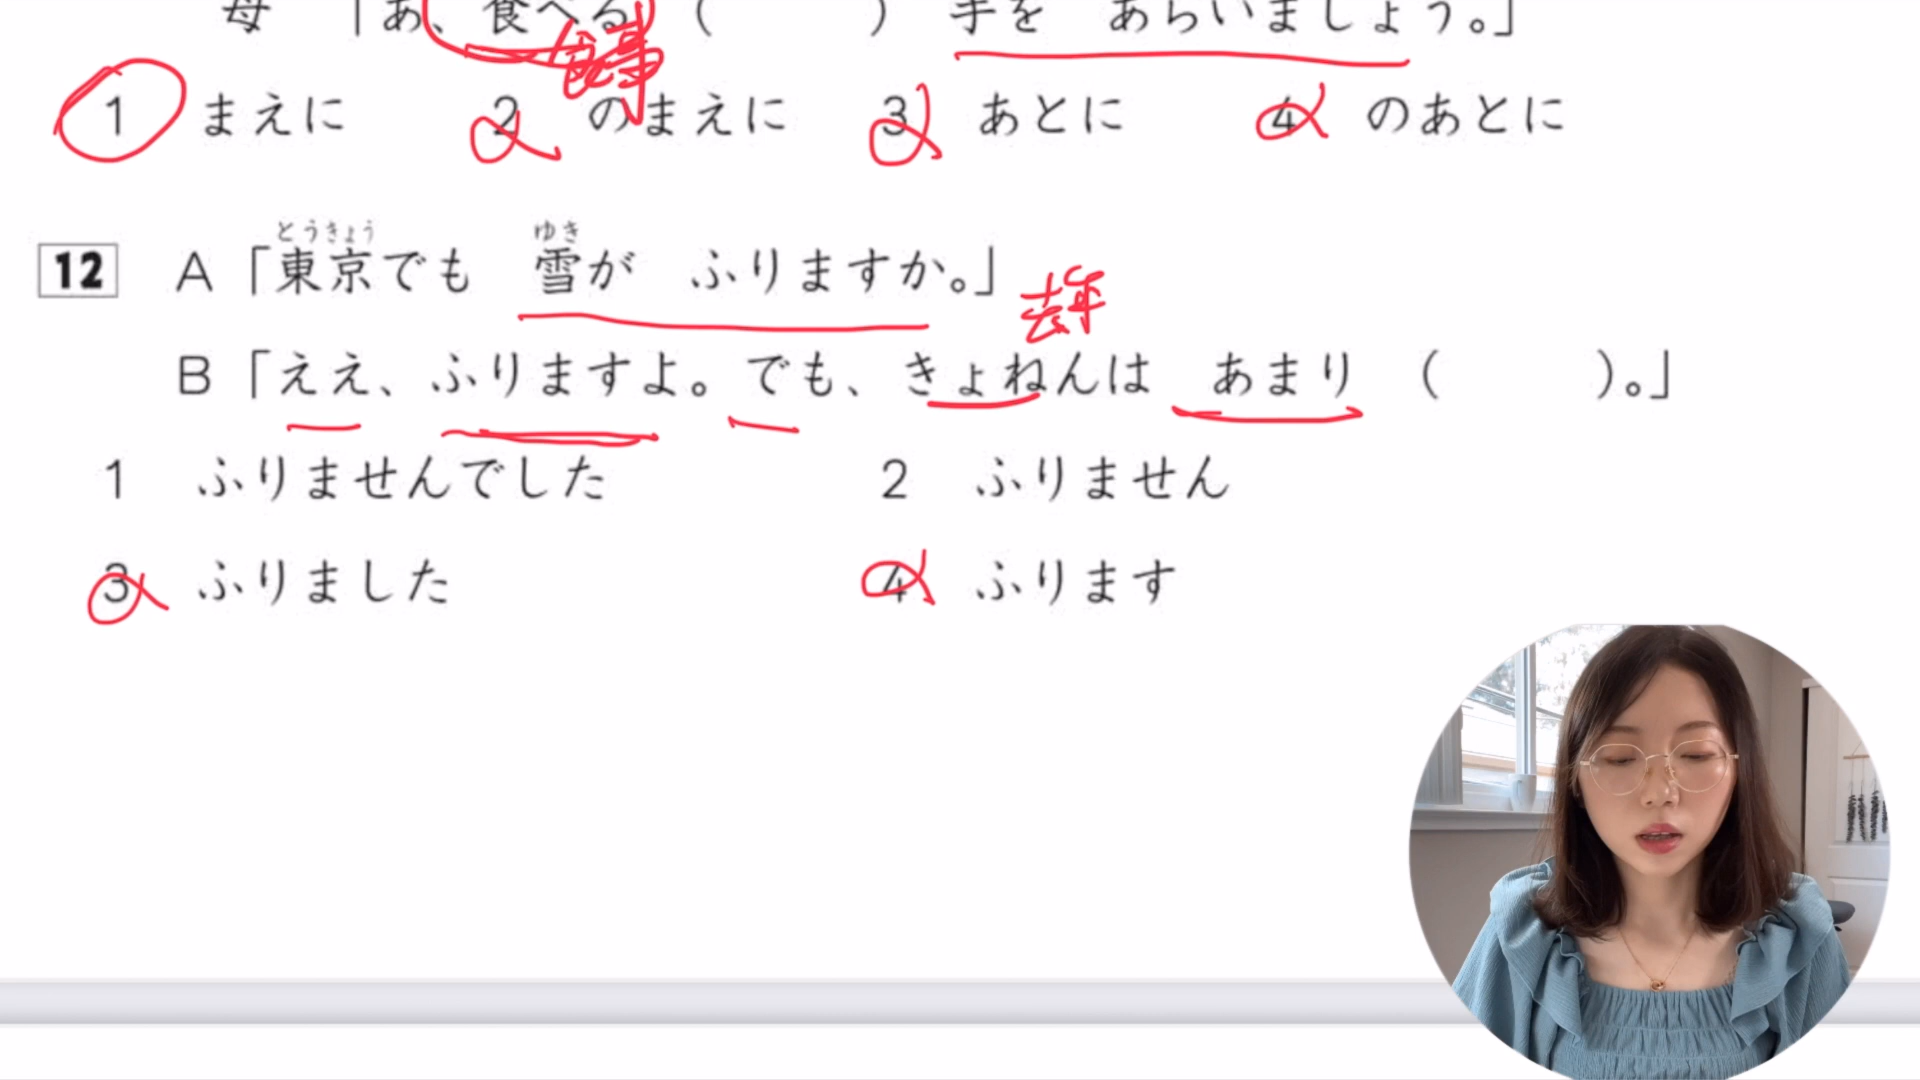 母 「あ、食べる ( ) 手を あらいましょう。」
食事
1 まえに 2 のまえに 3 あとに 4 のあとに
とうきょう ゆき
12 A「東京でも 雪が ふりますか。」
去年
B「ええ、ふりますよ。でも、きょねんは あまり ( )。」
1 ふりませんでした 2 ふりません
3 ふりました 4 ふります